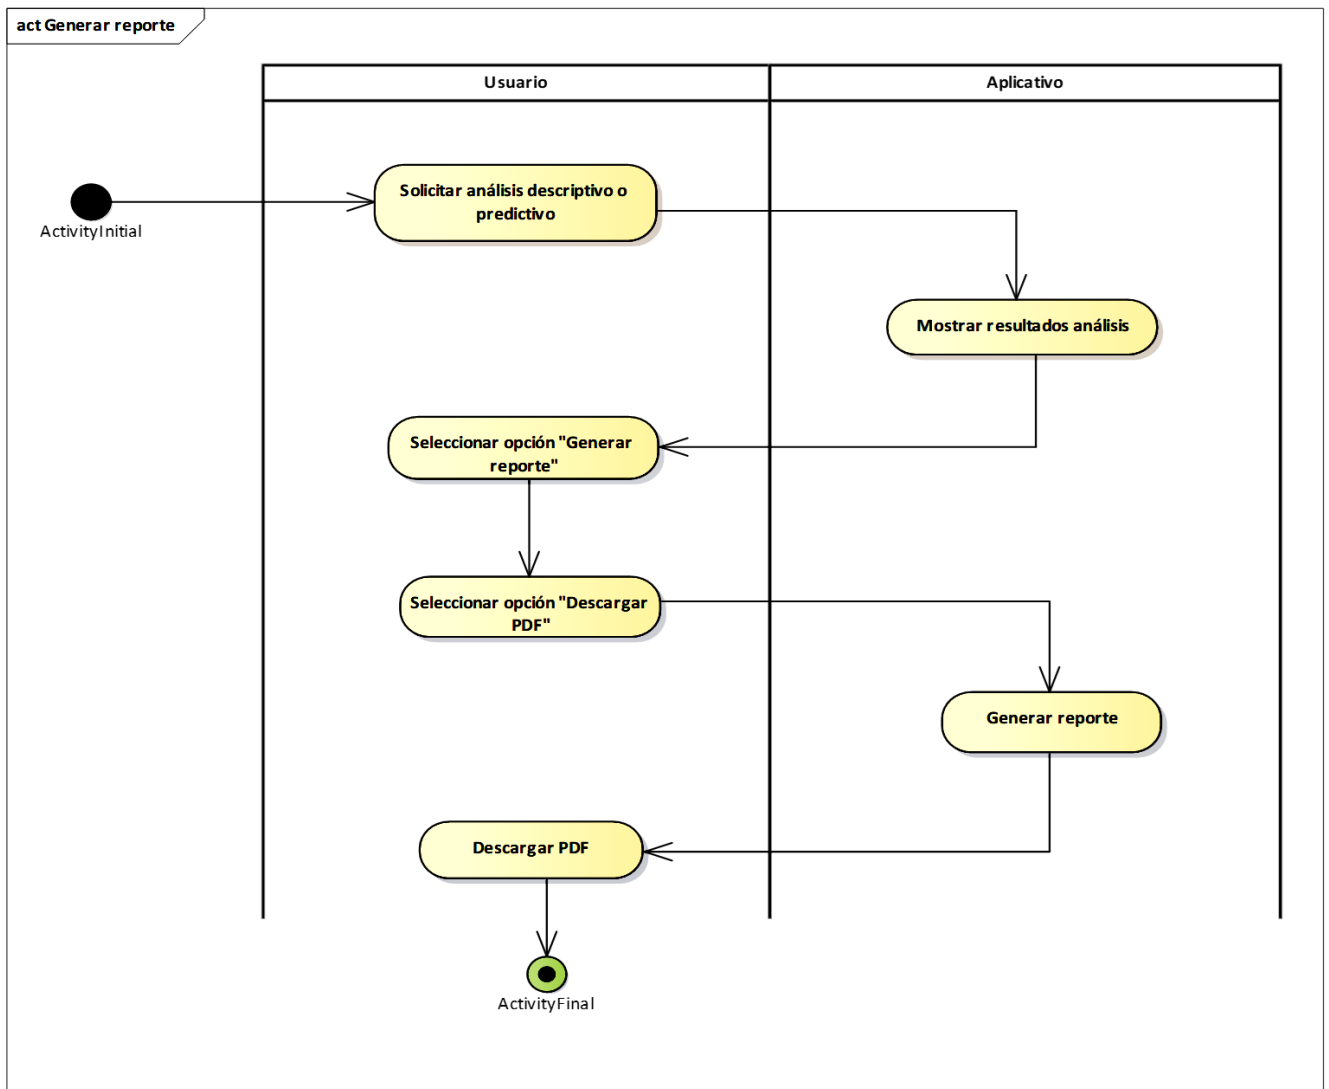 act Generar reporte
Usuario
Aplicativo
Solicitar análisis descriptivo o
predictivo
ActivityInitial
Mostrar resultados análisis
Seleccionar opción "Generar
reporte"
Seleccionar opción "Descargar
PDF"
Generar reporte
Descargar PDF
ActivityFinal